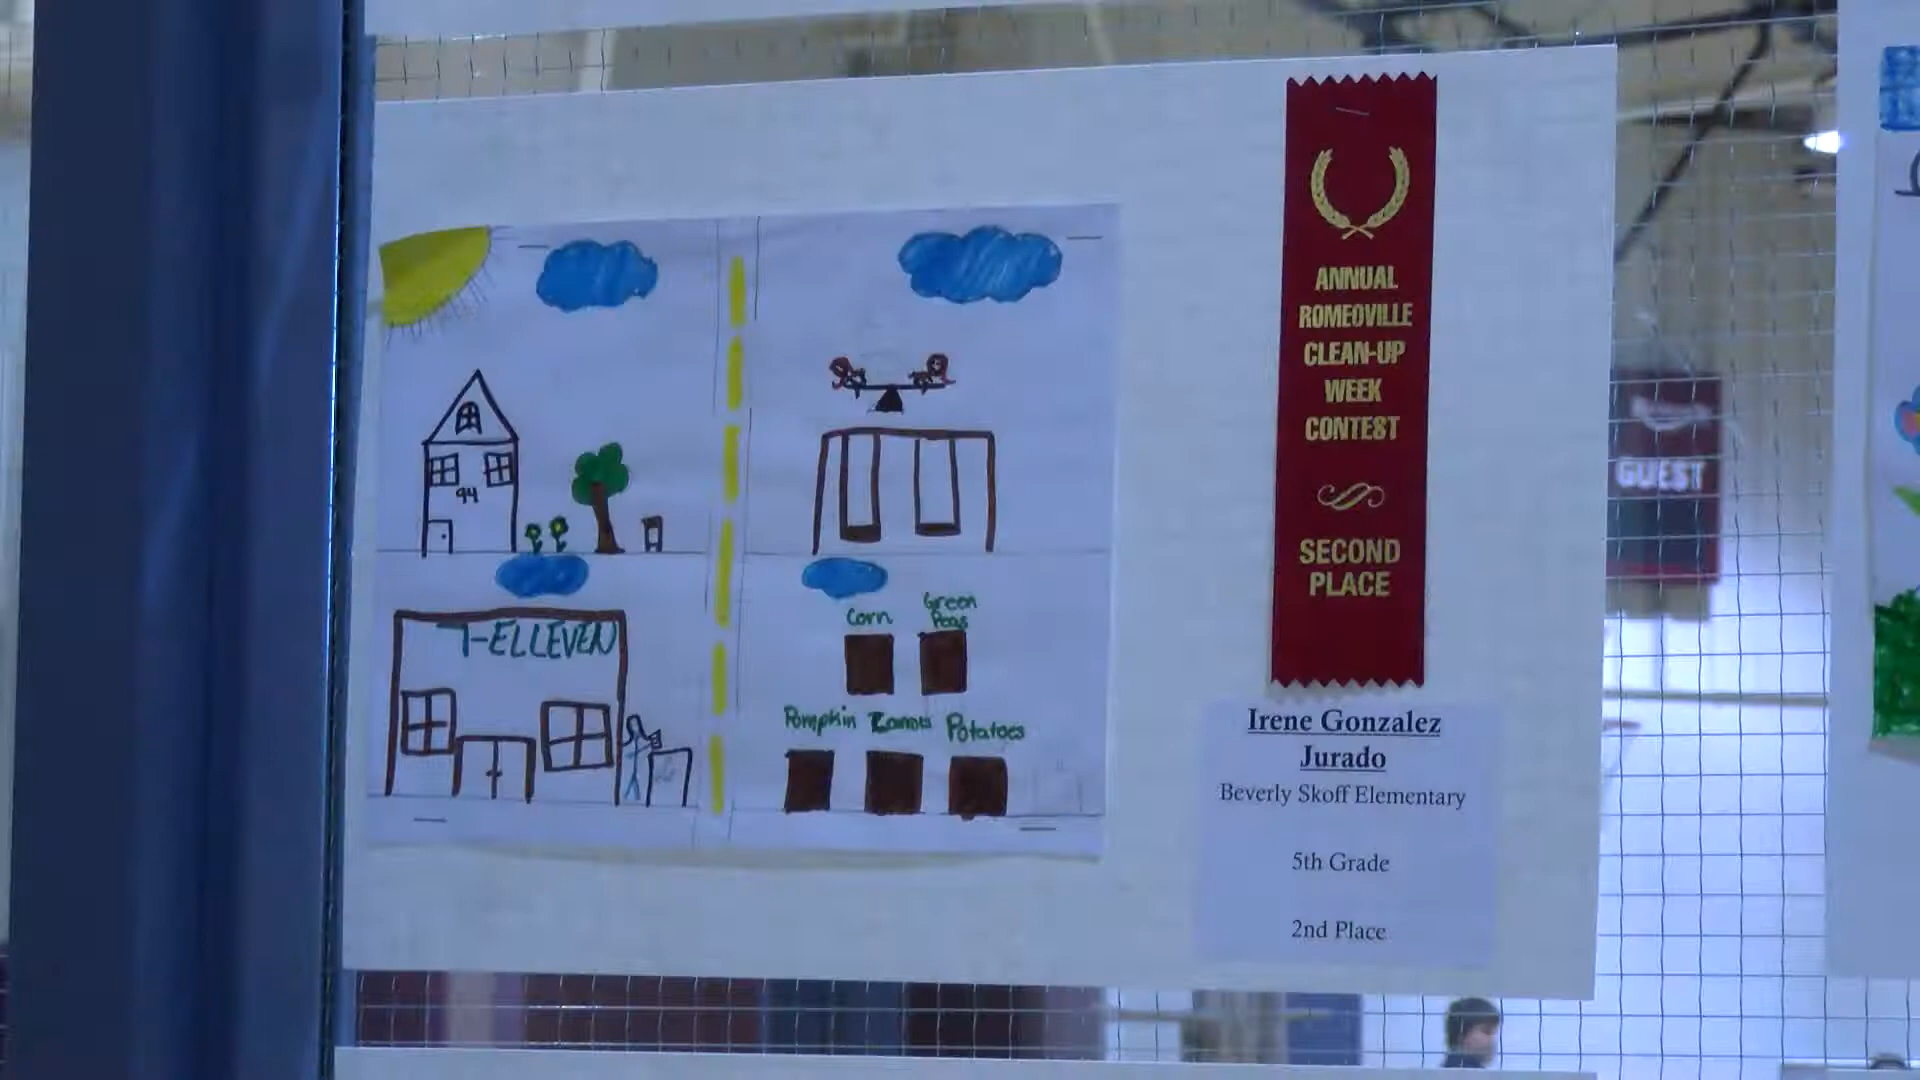 94
7-ELLEVEN
Corn
Green
Peas
Pompkin
Potatoes
ANNUAL
ROMEOVILLE
CLEAN-UP
WEEK
CONTEST
SECOND
PLACE
Irene Gonzalez
Jurado
Beverly Skoff Elementary
5th Grade
2nd Place
GUEST